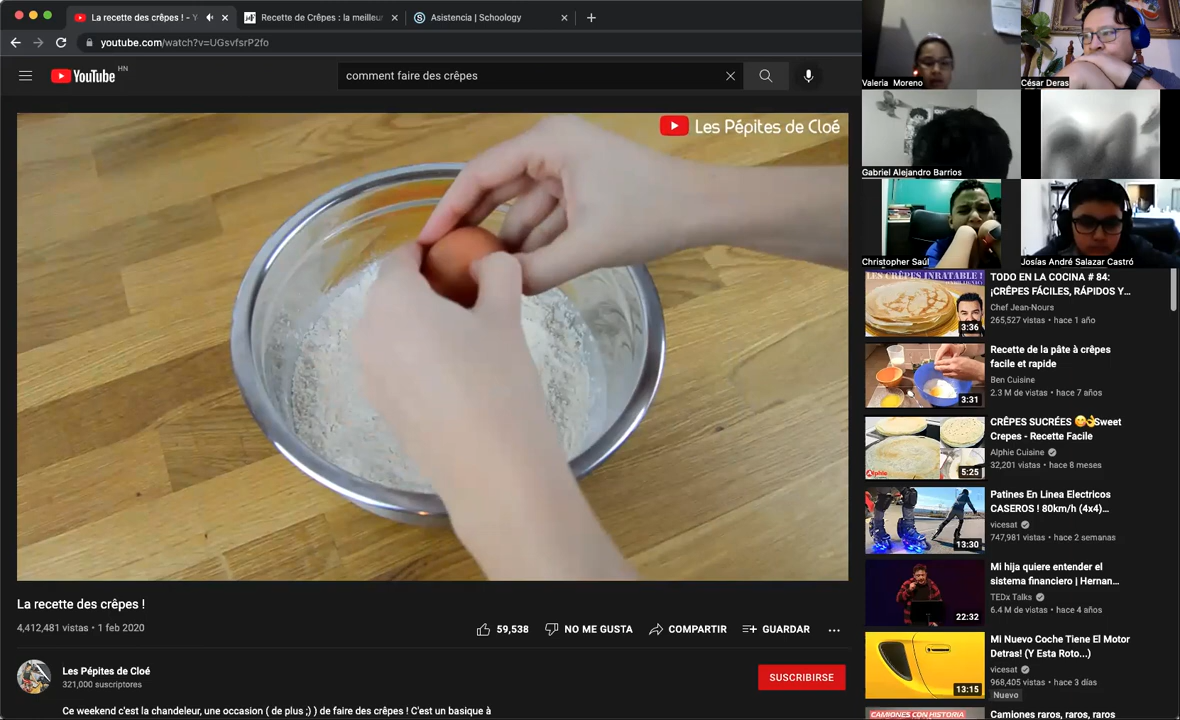 La recette des crêpes ! - Y
Recette de Crêpes : la meilleur
Asistencia | Schoology
youtube.com/watch?v=UGsvfsrP2fo
YouTube HN
comment faire des crêpes
Les Pépites de Cloé
La recette des crêpes !
4,412,481 vistas • 1 feb 2020
59,538
NO ME GUSTA
COMPARTIR
GUARDAR
Les Pépites de Cloé
321,000 suscriptores
SUSCRIBIRSE
Ce weekend c'est la chandeleur, une occasion ( de plus ;) ) de faire des crêpes ! C'est un basique à
Valeria Moreno
César Deras
Gabriel Alejandro Barrios
Christopher Saúl
Josías André Salazar Castró
LES CRÊPES INRATABLE !
3:36
TODO EN LA COCINA # 84:
¡CRÊPES FÁCILES, RÁPIDOS Y...
Chef Jean-Nours
265,527 vistas • hace 1 año
3:31
Recette de la pâte à crêpes
facile et rapide
Ben Cuisine
2.3 M de vistas • hace 7 años
Alphie
5:25
CRÊPES SUCRÉES 😋👌Sweet
Crepes - Recette Facile
Alphie Cuisine
32,201 vistas • hace 8 meses
13:30
Patines En Linea Electricos
CASEROS ! 80km/h (4x4)...
vicesat
747,981 vistas • hace 2 semanas
22:32
Mi hija quiere entender el
sistema financiero | Hernan...
TEDx Talks
6.4 M de vistas • hace 4 años
13:15
Mi Nuevo Coche Tiene El Motor
Detras! (Y Esta Roto...)
vicesat
968,405 vistas • hace 3 días
Nuevo
CAMIONES CON HISTORIA
Camiones raros, raros, raros